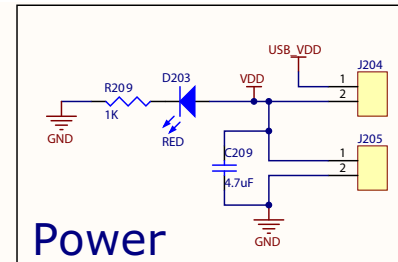 USB_VDD
J204
D203
VDD
1
R209
2
1K
GND
RED
J205
C209
1
4.7uF
2
GND
Power